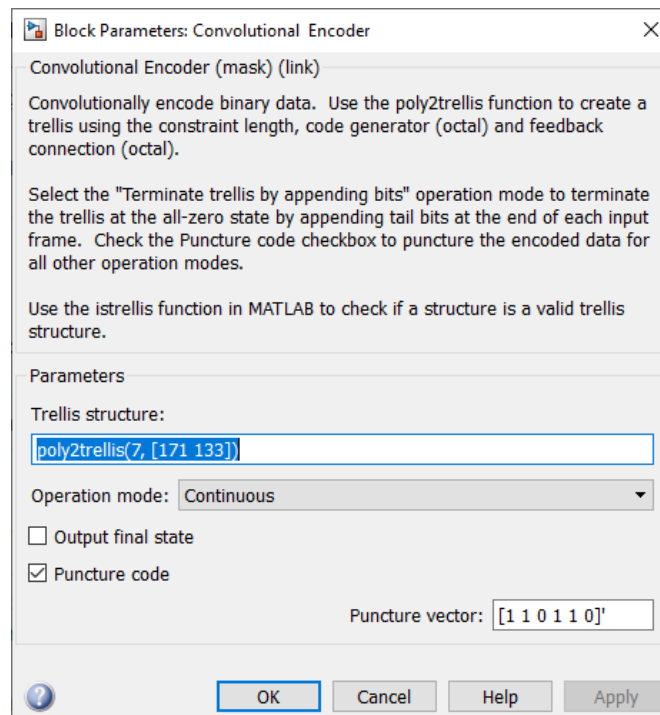 Block Parameters: Convolutional Encoder
Convolutional Encoder (mask) (link)
Convolutionally encode binary data. Use the poly2trellis function to create a
trellis using the constraint length, code generator (octal) and feedback
connection (octal).
Select the "Terminate trellis by appending bits" operation mode to terminate
the trellis at the all-zero state by appending tail bits at the end of each input
frame. Check the Puncture code checkbox to puncture the encoded data for
all other operation modes.
Use the istrellis function in MATLAB to check if a structure is a valid trellis
structure.
Parameters
Trellis structure:
poly2trellis(7, [171 133])
Operation mode: Continuous
Output final state
Puncture code
Puncture vector: [1 1 0 1 1 0]'
OK Cancel Help Apply